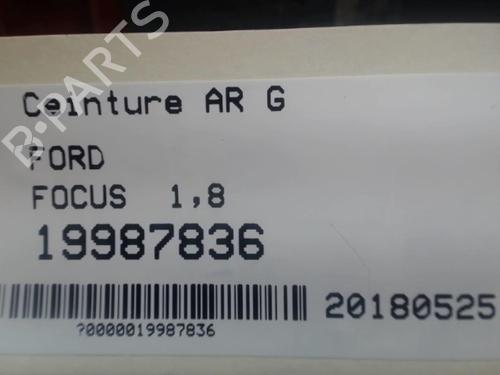 Ceinture AR G
B-PARTS
FORD
FOCUS 1,8
19987836
20180525
?0000019987836